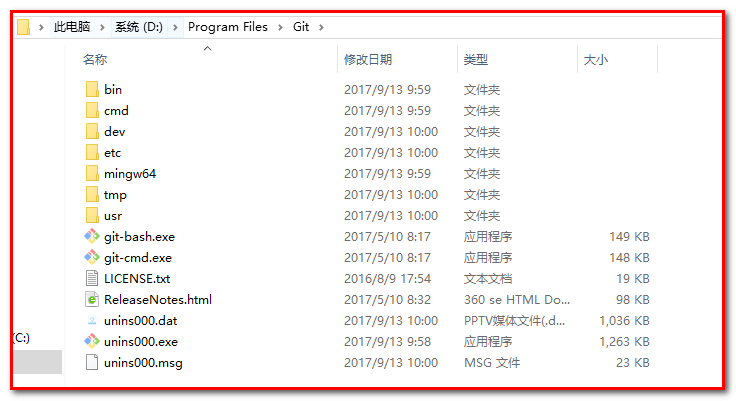 此电脑 > 系统 (D:) > Program Files > Git >
名称 修改日期 类型 大小
bin 2017/9/13 9:59 文件夹
cmd 2017/9/13 9:59 文件夹
dev 2017/9/13 10:00 文件夹
etc 2017/9/13 10:00 文件夹
mingw64 2017/9/13 9:59 文件夹
tmp 2017/9/13 10:00 文件夹
usr 2017/9/13 10:00 文件夹
git-bash.exe 2017/5/10 8:17 应用程序 149 KB
git-cmd.exe 2017/5/10 8:17 应用程序 148 KB
LICENSE.txt 2016/8/9 17:54 文本文档 19 KB
ReleaseNotes.html 2017/5/10 8:32 360 se HTML Do... 98 KB
unins000.dat 2017/9/13 10:00 PPTV媒体文件(.d... 1,036 KB
(C:)
unins000.exe 2017/9/13 9:58 应用程序 1,263 KB
unins000.msg 2017/9/13 10:00 MSG 文件 23 KB